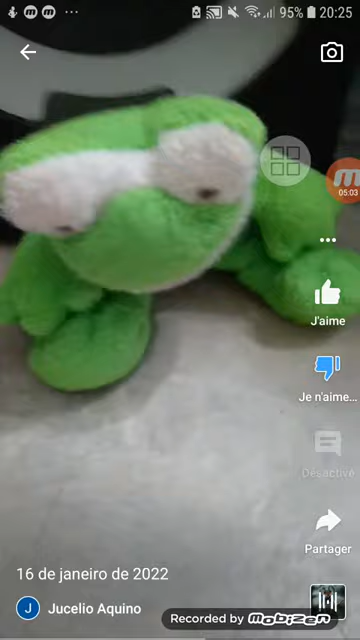 95% 20:25
05:03
J'aime
Je n'aime...
Désactivé
Partager
16 de janeiro de 2022
J Jucelio Aquino
Recorded by mobizen